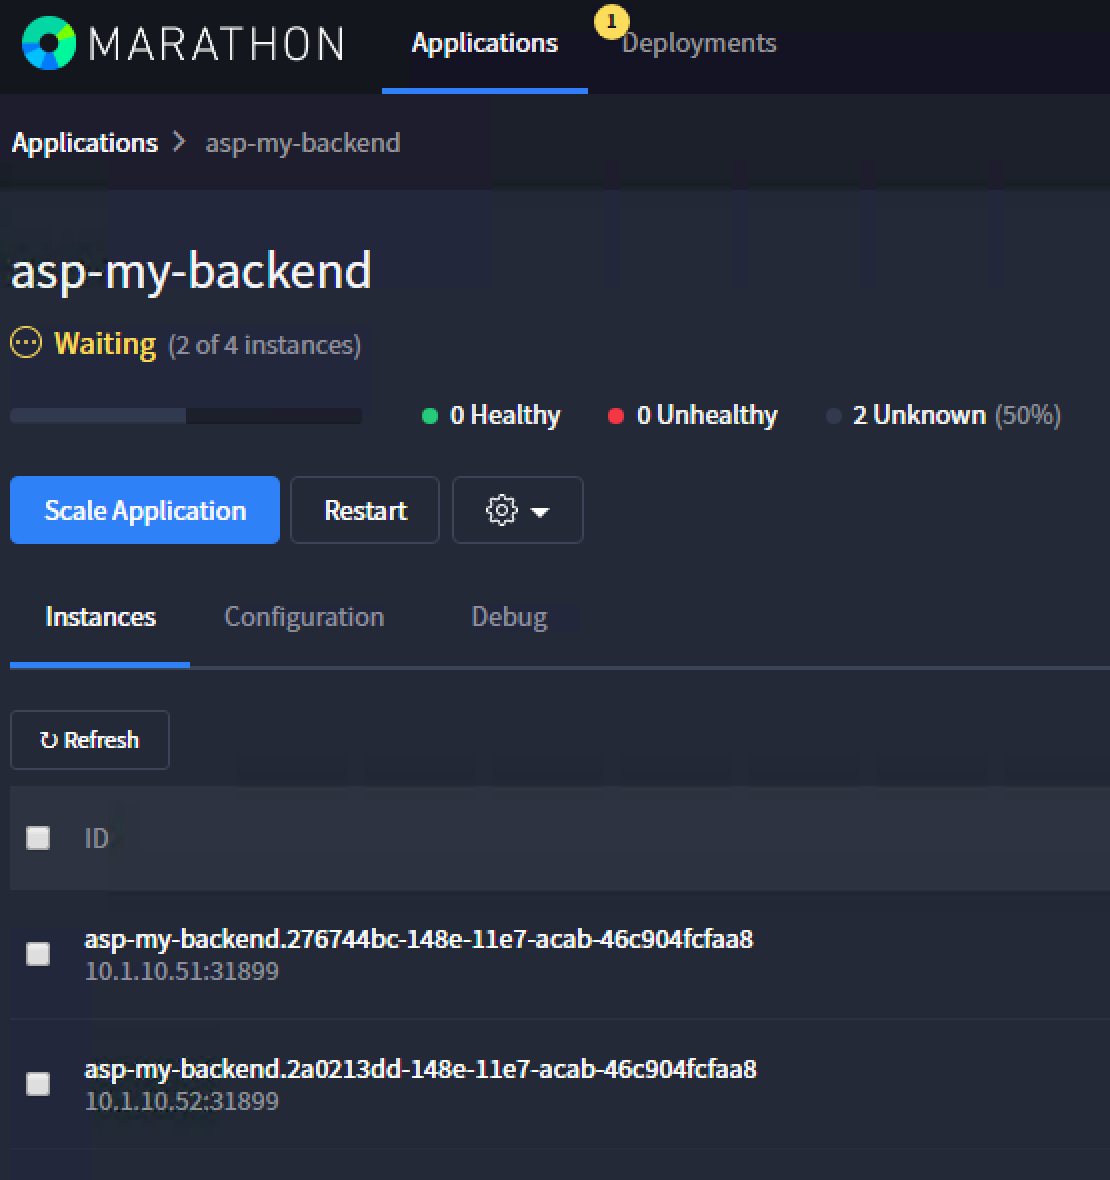 MARATHON Applications 1 Deployments
Applications > asp-my-backend
asp-my-backend
Waiting (2 of 4 instances)
0 Healthy 0 Unhealthy 2 Unknown (50%)
Scale Application Restart
Instances Configuration Debug
↻ Refresh
ID
asp-my-backend.276744bc-148e-11e7-acab-46c904fcfaa8
10.1.10.51:31899
asp-my-backend.2a0213dd-148e-11e7-acab-46c904fcfaa8
10.1.10.52:31899